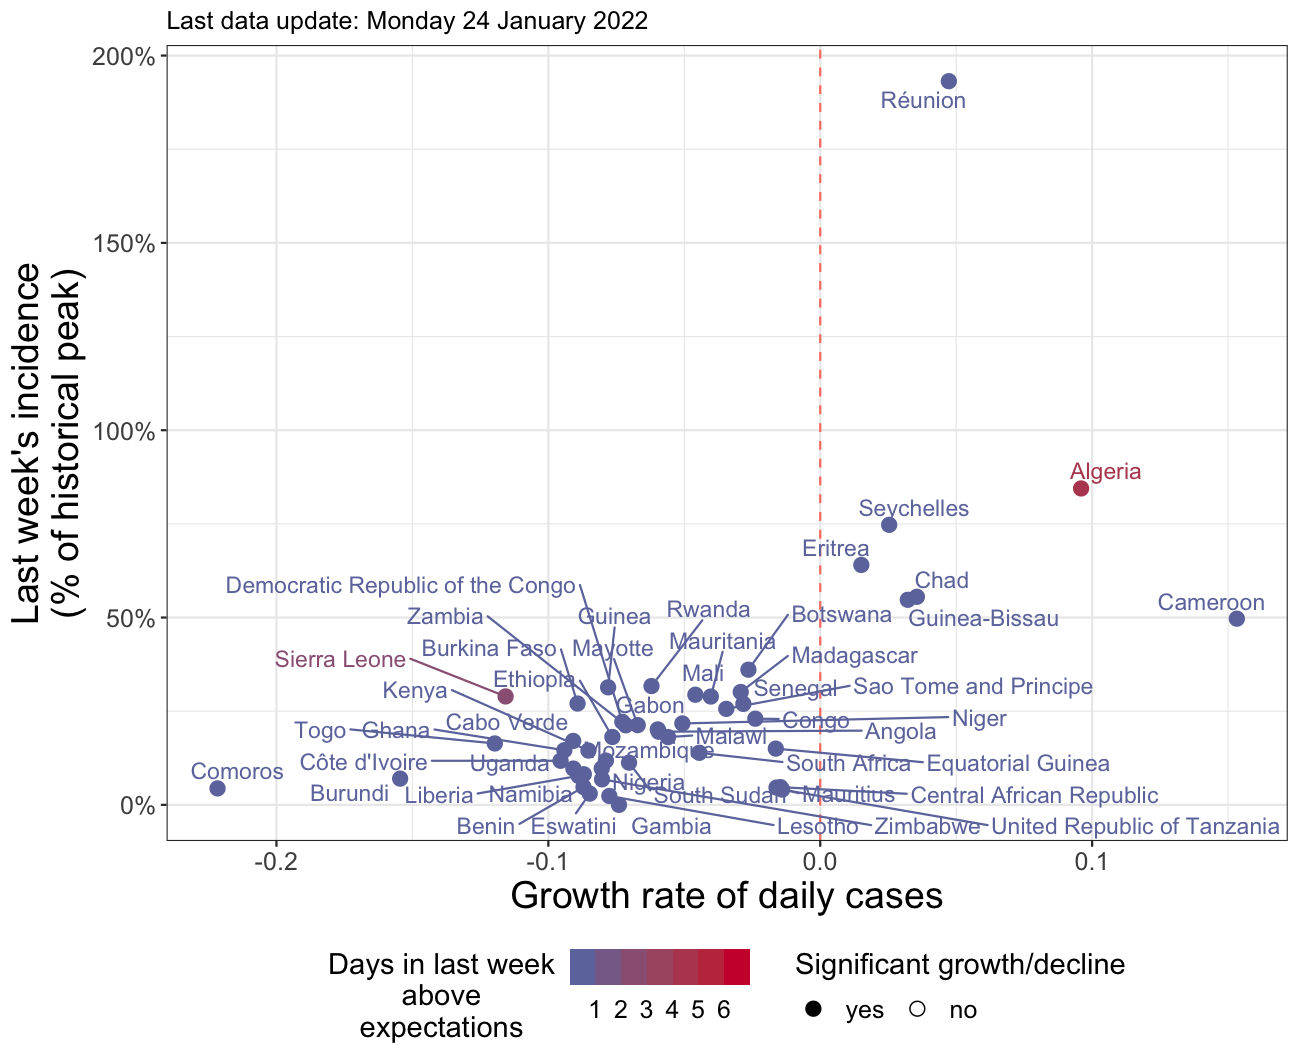 Last data update: Monday 24 January 2022
Last week's incidence
(% of historical peak)
200%
150%
100%
50%
0%
Réunion
Algeria
Seychelles
Eritrea
Chad
Democratic Republic of the Congo
Cameroon
Zambia
Guinea
Rwanda
Botswana
Guinea-Bissau
Burkina Faso
Mayotte
Mauritania
Madagascar
Sierra Leone
Kenya
Ethiopia
Mali
Senegal
Sao Tome and Principe
Gabon
Togo
Ghana
Cabo Verde
Congo
Niger
Malawi
Angola
Côte d'Ivoire
Uganda
Mozambique
South Africa
Equatorial Guinea
Comoros
Burundi
Liberia
Namibia
Nigeria
South Sudan
Mauritius
Central African Republic
Benin
Eswatini
Gambia
Lesotho
Zimbabwe
United Republic of Tanzania
-0.2
-0.1
0.0
0.1
Growth rate of daily cases
Days in last week
above
expectations
1 2 3 4 5 6
Significant growth/decline
yes
no